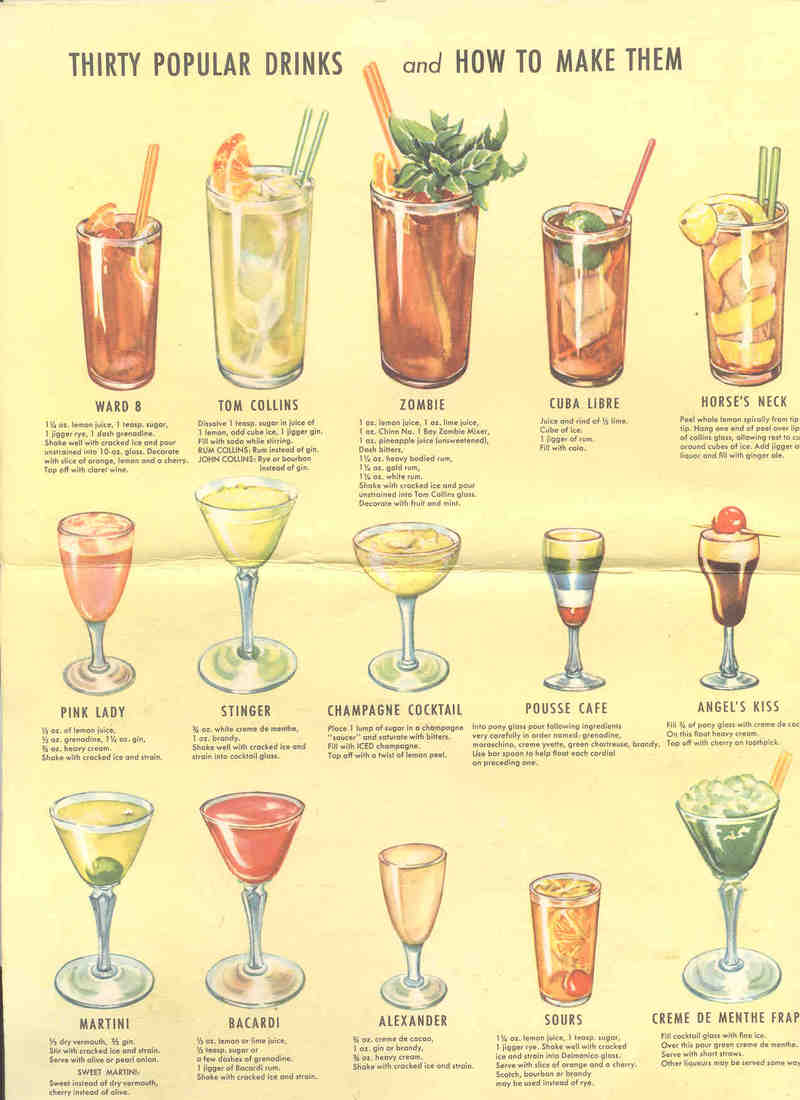 THIRTY POPULAR DRINKS and HOW TO MAKE THEM
WARD 8
1¼ oz. lemon juice, 1 teasp. sugar,
1 jigger rye, 1 dash grenadine.
Shake well with cracked ice and pour
unstrained into 10-oz. glass. Decorate
with slice of orange, lemon and a cherry.
Top off with claret wine.
TOM COLLINS
Dissolve 1 teasp. sugar in juice of
1 lemon, add cube ice, 1 jigger gin.
Fill with soda while stirring.
RUM COLLINS: Rum instead of gin.
JOHN COLLINS: Rye or bourbon
instead of gin.
ZOMBIE
1 oz. lemon juice, 1 oz. lime juice,
1 oz. Chinn No. 1 Bey Zombie Mixer,
1 oz. pineapple juice (unsweetened),
Dash bitters,
1¼ oz. heavy bodied rum,
1¼ oz. gold rum,
1¼ oz. white rum.
Shake with cracked ice and pour
unstrained into Tom Collins glass.
Decorate with fruit and mint.
CUBA LIBRE
Juice and rind of ½ lime.
Cube of ice.
1 jigger of rum.
Fill with cola.
HORSE'S NECK
Peel whole lemon spirally from tip
tip. Hang one end of peel over lip
of collins glass, allowing rest to cu
around cubes of ice. Add jigger o
liquor and fill with ginger ale.
PINK LADY
½ oz. of lemon juice,
½ oz. grenadine, 1¼ oz. gin,
¾ oz. heavy cream.
Shake with cracked ice and strain.
STINGER
¾ oz. white creme de menthe,
1 oz. brandy.
Shake well with cracked ice and
strain into cocktail glass.
CHAMPAGNE COCKTAIL
Place 1 lump of sugar in a champagne
"saucer" and saturate with bitters.
Fill with ICED champagne.
Top off with a twist of lemon peel.
POUSSE CAFE
Into pony glass pour following ingredients
very carefully in order named: grenadine,
maraschino, creme yvette, green chartreuse, brandy.
Use bar spoon to help float each cordial
on preceding one.
ANGEL'S KISS
Fill ¾ of pony glass with creme de coc
On this float heavy cream.
Top off with cherry on toothpick.
MARTINI
⅓ dry vermouth, ⅔ gin.
Stir with cracked ice and strain.
Serve with olive or pearl onion.
SWEET MARTINI:
Sweet instead of dry vermouth,
cherry instead of olive.
BACARDI
½ oz. lemon or lime juice,
½ teasp. sugar or
a few dashes of grenadine.
1 jigger of Bacardi rum.
Shake with cracked ice and strain.
ALEXANDER
¾ oz. creme de cacao,
1 oz. gin or brandy,
¾ oz. heavy cream.
Shake with cracked ice and strain.
SOURS
1¼ oz. lemon juice, 1 teasp. sugar,
1 jigger rye. Shake well with cracked
ice and strain into Delmonico glass.
Serve with slice of orange and a cherry.
Scotch, bourbon or brandy
may be used instead of rye.
CREME DE MENTHE FRAP
Fill cocktail glass with fine ice.
Over this pour green creme de menthe.
Serve with short straws.
Other liqueurs may be served some way